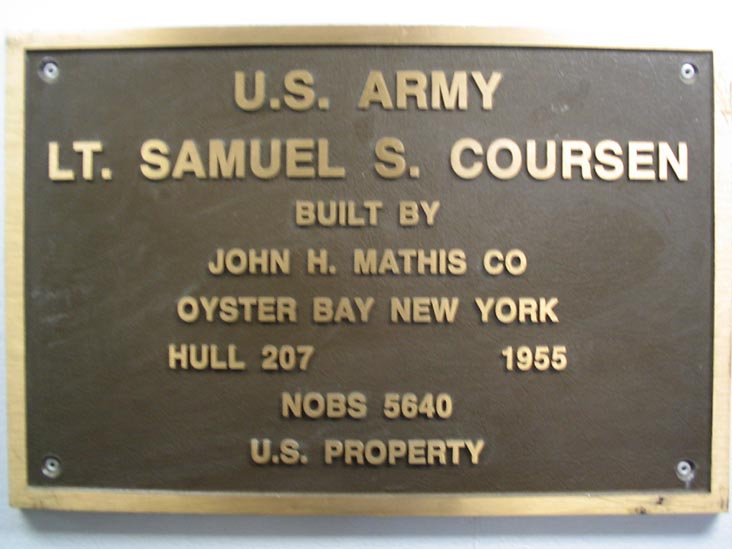 U.S. ARMY
LT. SAMUEL S. COURSEN
BUILT BY
JOHN H. MATHIS CO
OYSTER BAY NEW YORK
HULL 207 1955
NOBS 5640
U.S. PROPERTY